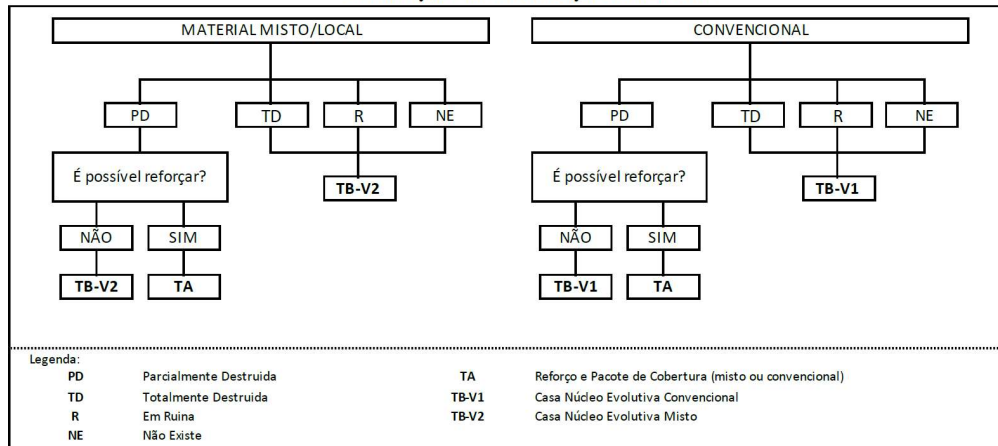 MATERIAL MISTO/LOCAL
PD
TD
R
NE
É possível reforçar?
TB-V2
NÃO
SIM
TB-V2
TA
CONVENCIONAL
PD
TD
R
NE
É possível reforçar?
TB-V1
NÃO
SIM
TB-V1
TA
Legenda:
PD Parcialmente Destruida
TD Totalmente Destruida
R Em Ruina
NE Não Existe
TA Reforço e Pacote de Cobertura (misto ou convencional)
TB-V1 Casa Núcleo Evolutiva Convencional
TB-V2 Casa Núcleo Evolutiva Misto